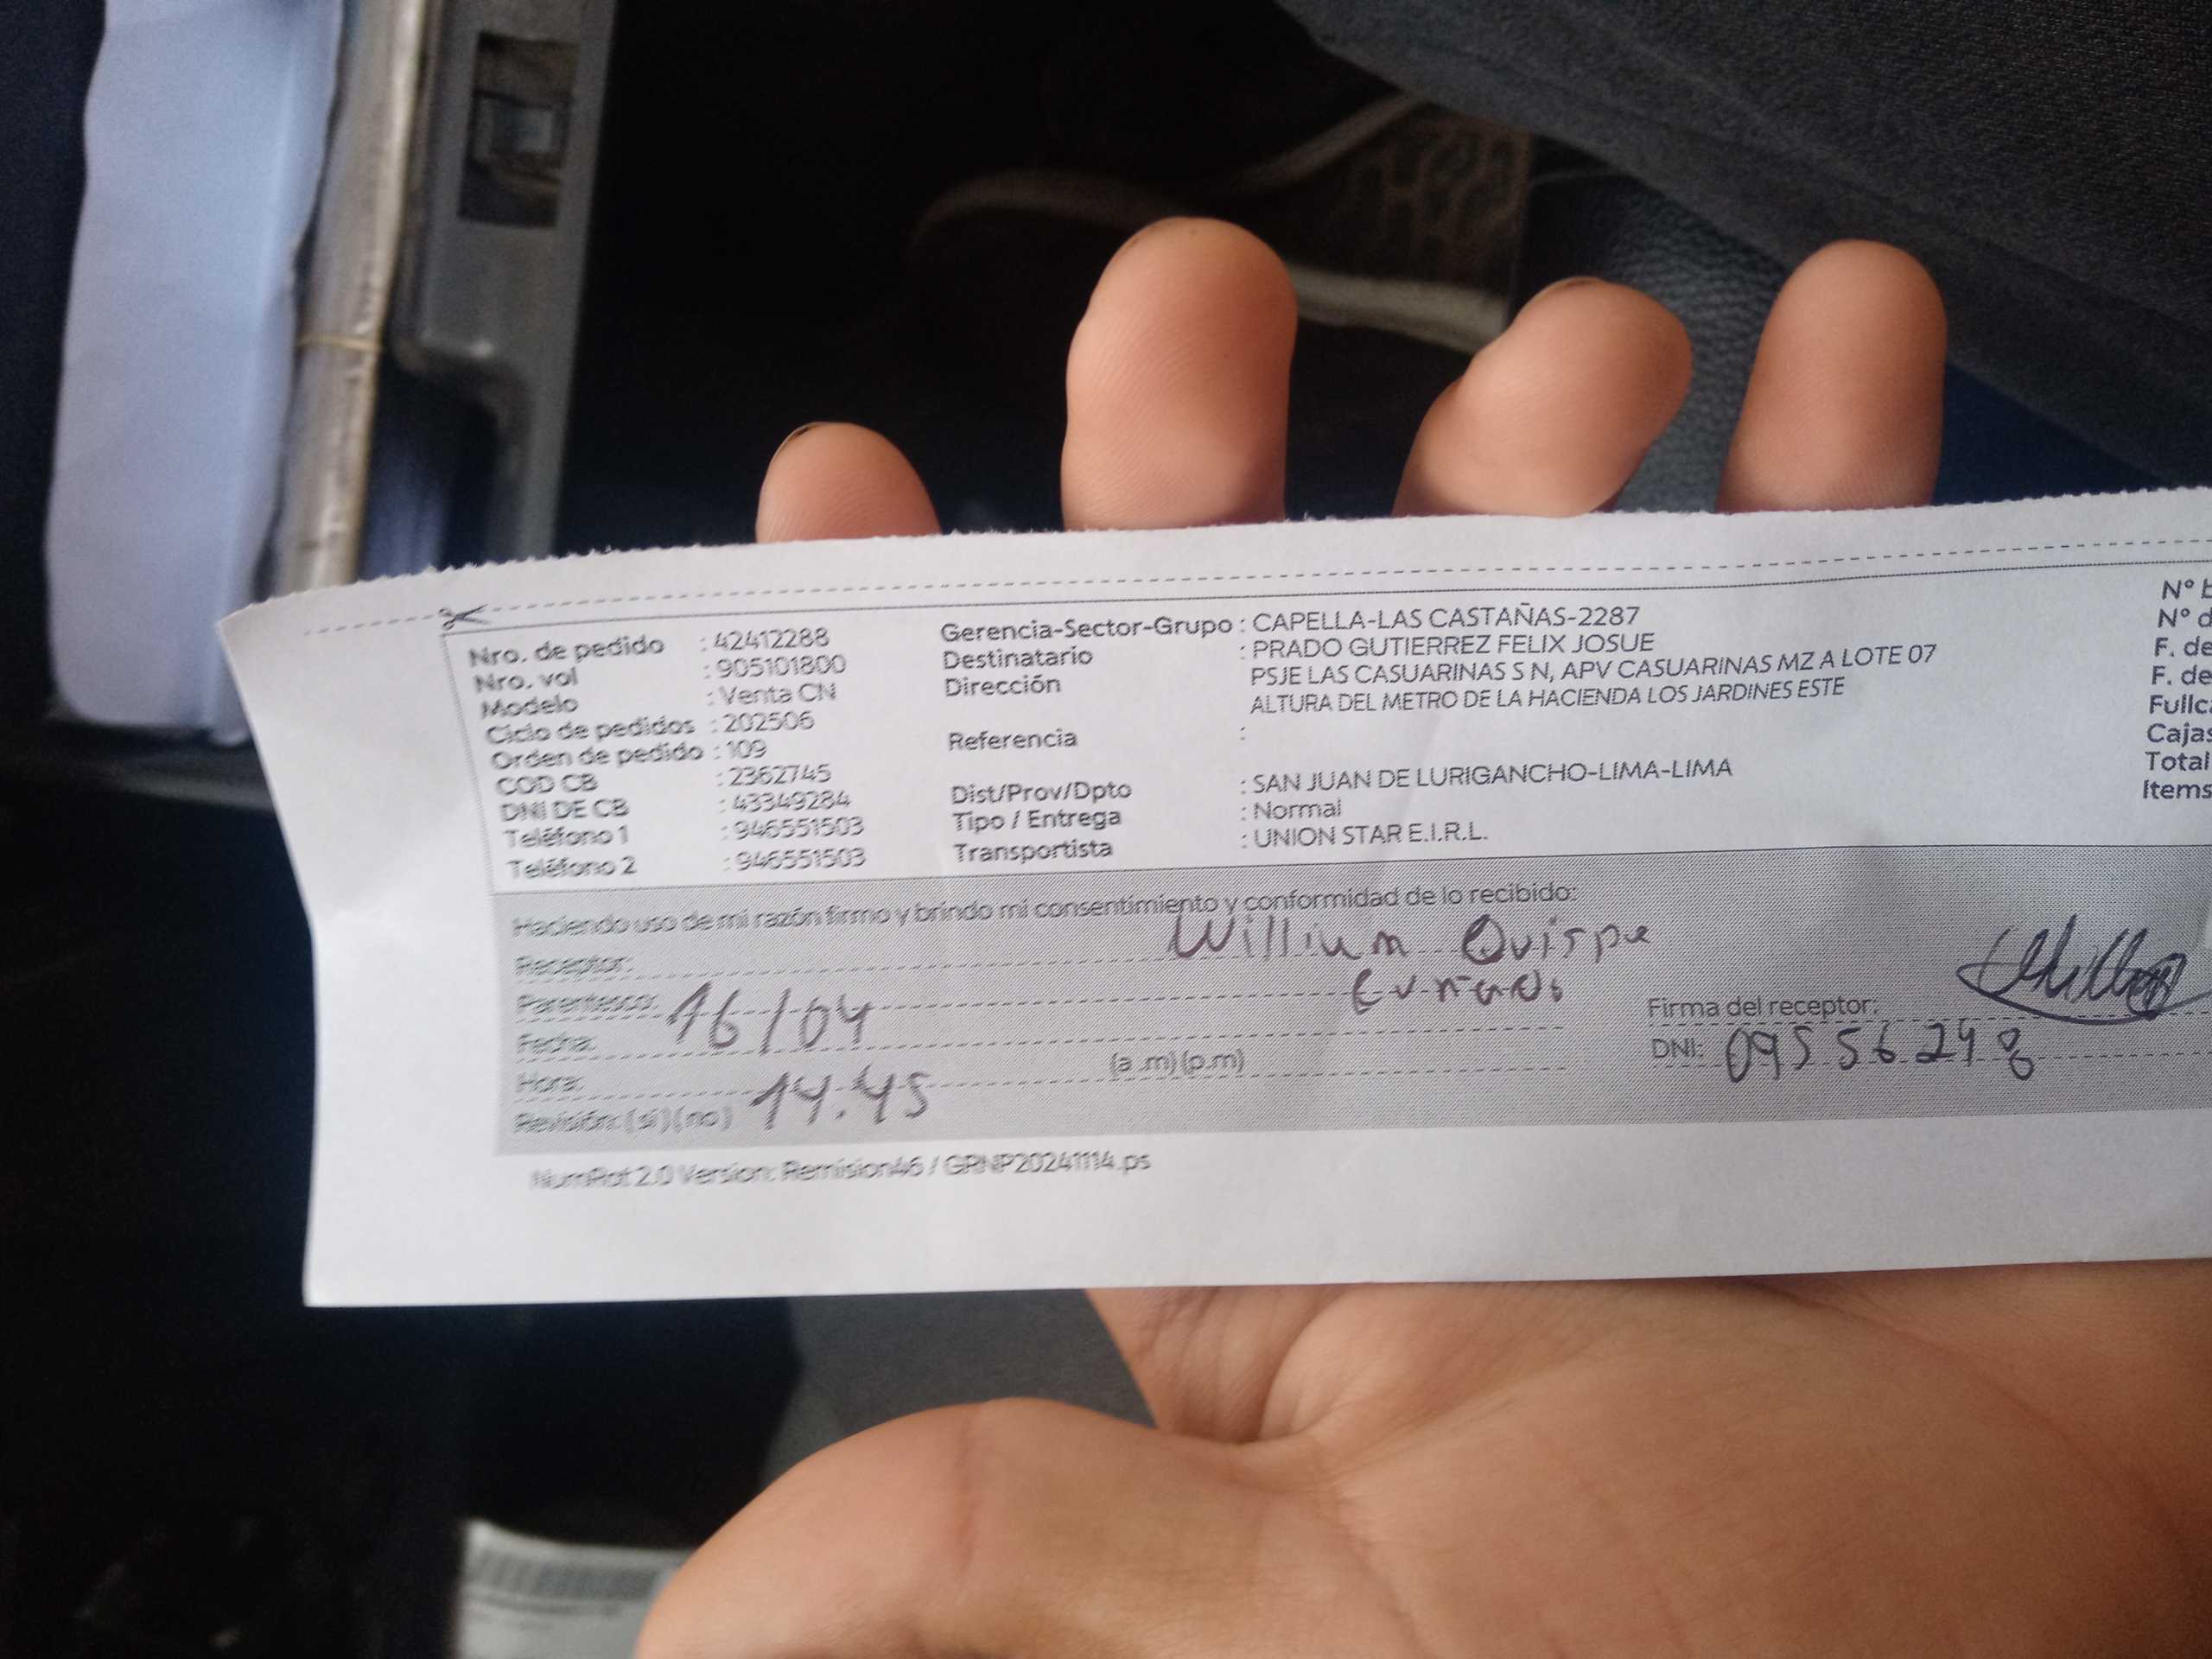 Nro. de pedido : 42412288
Nro. vol : 905101800
Modelo : Venta CN
Ciclo de pedidos : 202506
Orden de pedido : 109
COD CB : 2362745
DNI DE CB : 43349284
Teléfono 1 : 946551503
Teléfono 2 : 946551503
Gerencia-Sector-Grupo : CAPELLA-LAS CASTAÑAS-2287
Destinatario : PRADO GUTIERREZ FELIX JOSUE
Dirección PSJE LAS CASUARINAS S N, APV CASUARINAS MZ A LOTE 07
ALTURA DEL METRO DE LA HACIENDA LOS JARDINES ESTE
Referencia :
Dist/Prov/Dpto : SAN JUAN DE LURIGANCHO-LIMA-LIMA
Tipo / Entrega : Normal
Transportista : UNION STAR E.I.R.L.
Nº
Nº
F. de
F. de
Cajas
Total
Items
Haciendo uso de mi razón firmo y brindo mi consentimiento y conformidad de lo recibido:
Receptor: Willium Quispe
Parentesco: Cuñado
Fecha: 16/04
Hora: 14.45 (a.m)(p.m)
Revisión: (si)(no)
Firma del receptor:
DNI: 09556248
NumRot 2.0 Version: Remision46 / GRNP20241114.ps